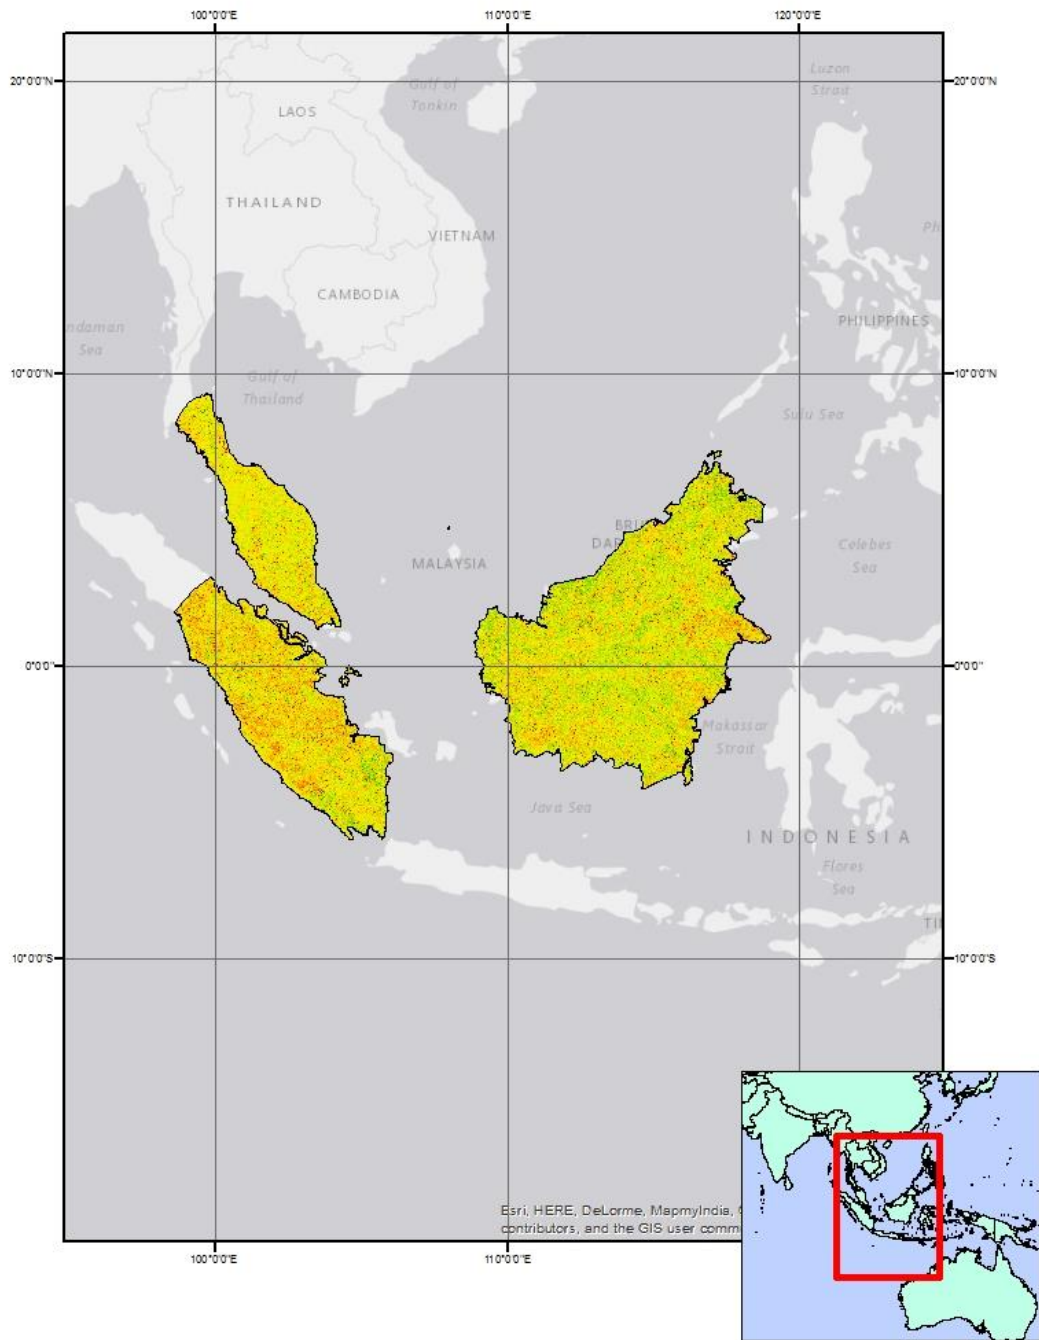 100°0'0"E 110°0'0"E 120°0'0"E
20°0'0"N 20°0'0"N
Luzon
Strait
Gulf of
Tonkin
LAOS
THAILAND
VIETNAM
CAMBODIA
PHILIPPINES
ndaman
Sea
10°0'0"N 10°0'0"N
Gulf of
Thailand
Sulu Sea
BRU
DAR
MALAYSIA
Celebes
Sea
0°0'0" 0°0'0"
Makassar
Strait
Java Sea
INDONESIA
Flores
Sea
TI
10°0'0"S 10°0'0"S
Esri, HERE, DeLorme, MapmyIndia,
contributors, and the GIS user comm
100°0'0"E 110°0'0"E